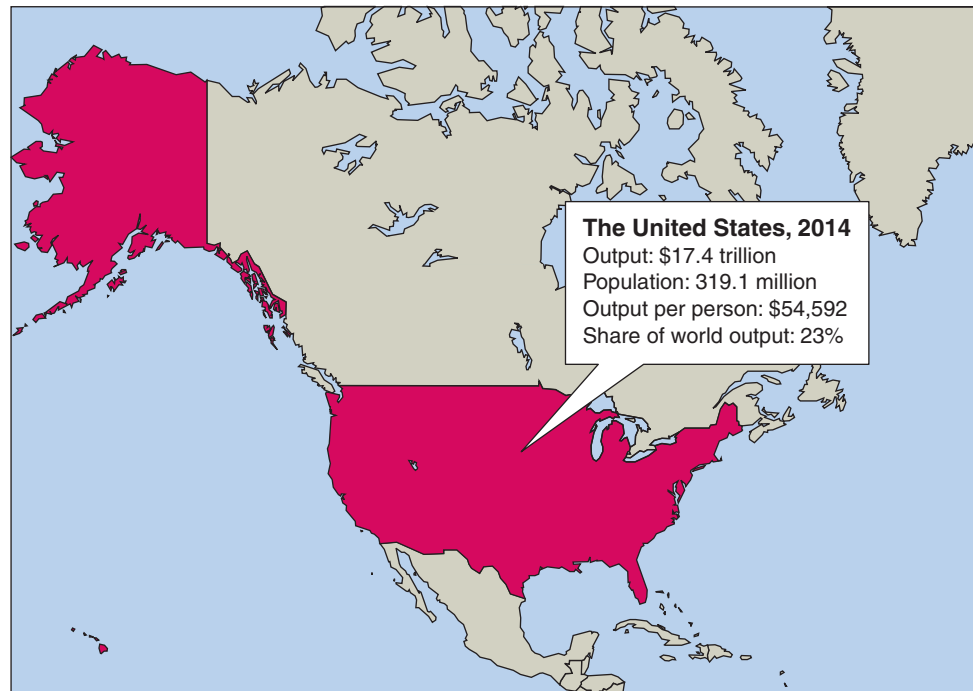 The United States, 2014
Output: $17.4 trillion
Population: 319.1 million
Output per person: $54,592
Share of world output: 23%